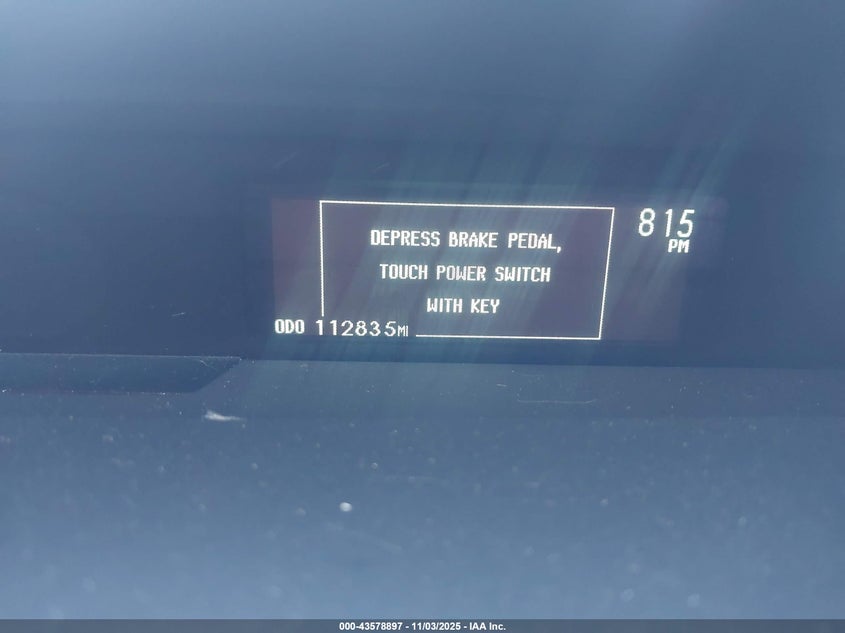 DEPRESS BRAKE PEDAL,
TOUCH POWER SWITCH
WITH KEY
815
PM
ODO 112835MI
000-43578897 - 11/03/2025 - IAA Inc.